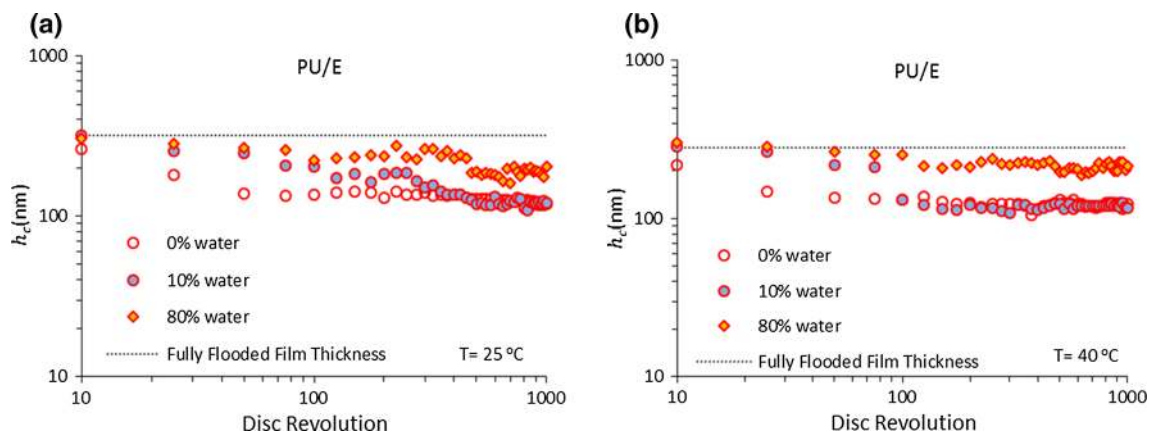 (a)
1000
100
10
h_c(nm)
PU/E
0% water
10% water
80% water
Fully Flooded Film Thickness
T= 25 ºC
10
100
1000
Disc Revolution
(b)
1000
100
10
h_c(nm)
PU/E
0% water
10% water
80% water
Fully Flooded Film Thickness
T= 40 ºC
10
100
1000
Disc Revolution